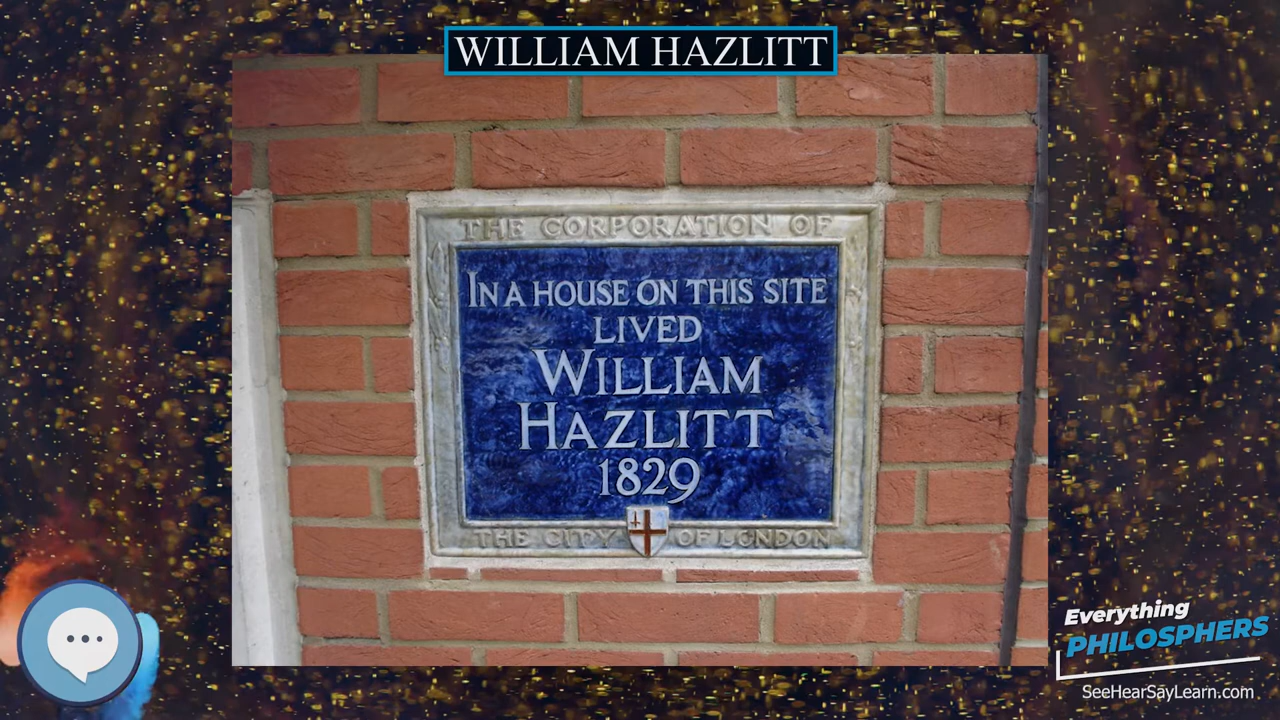 WILLIAM HAZLITT
THE CORPORATION OF
IN A HOUSE ON THIS SITE
LIVED
WILLIAM
HAZLITT
1829
THE CITY OF LONDON
Everything
PHILOSPHERS
SeeHearSayLearn.com